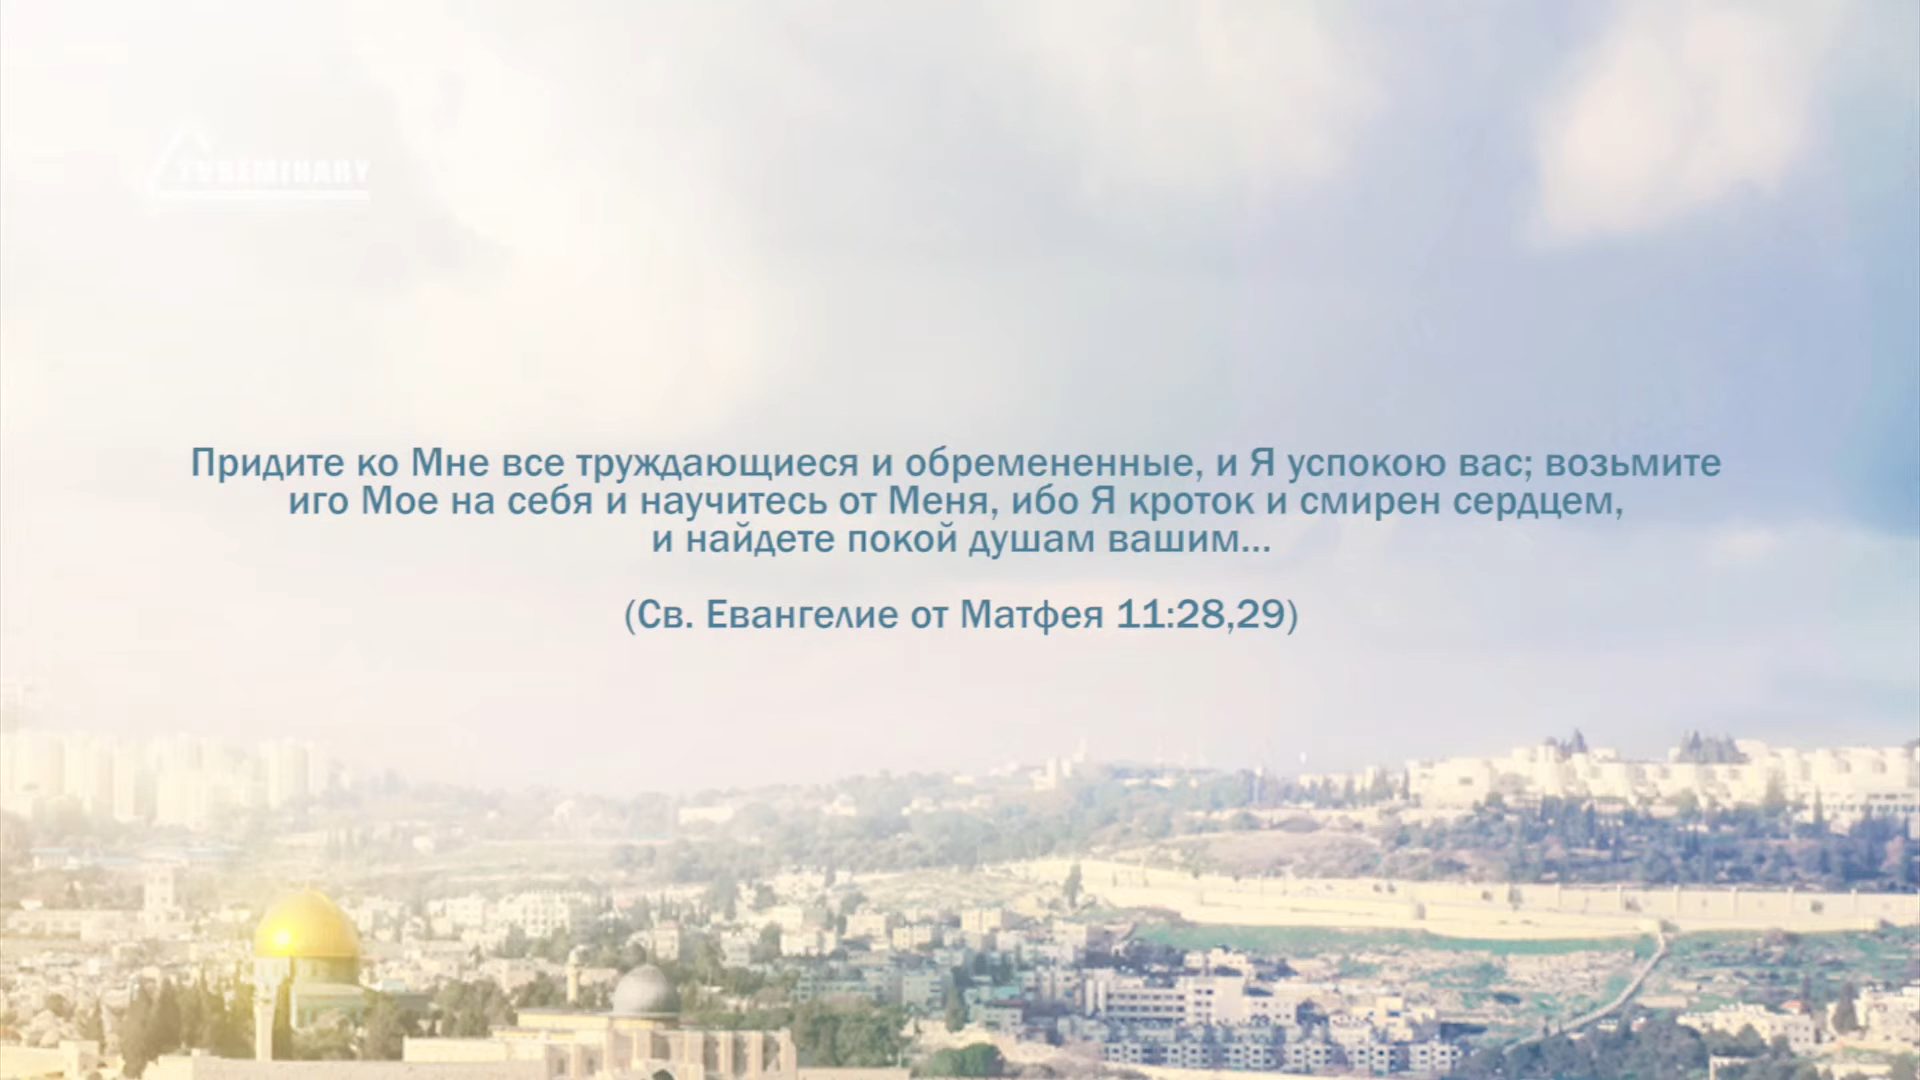 Придите ко Мне все труждающиеся и обремененные, и Я успокою вас; возьмите
иго Мое на себя и научитесь от Меня, ибо Я кроток и смирен сердцем,
и найдете покой душам вашим...
(Св. Евангелие от Матфея 11:28,29)